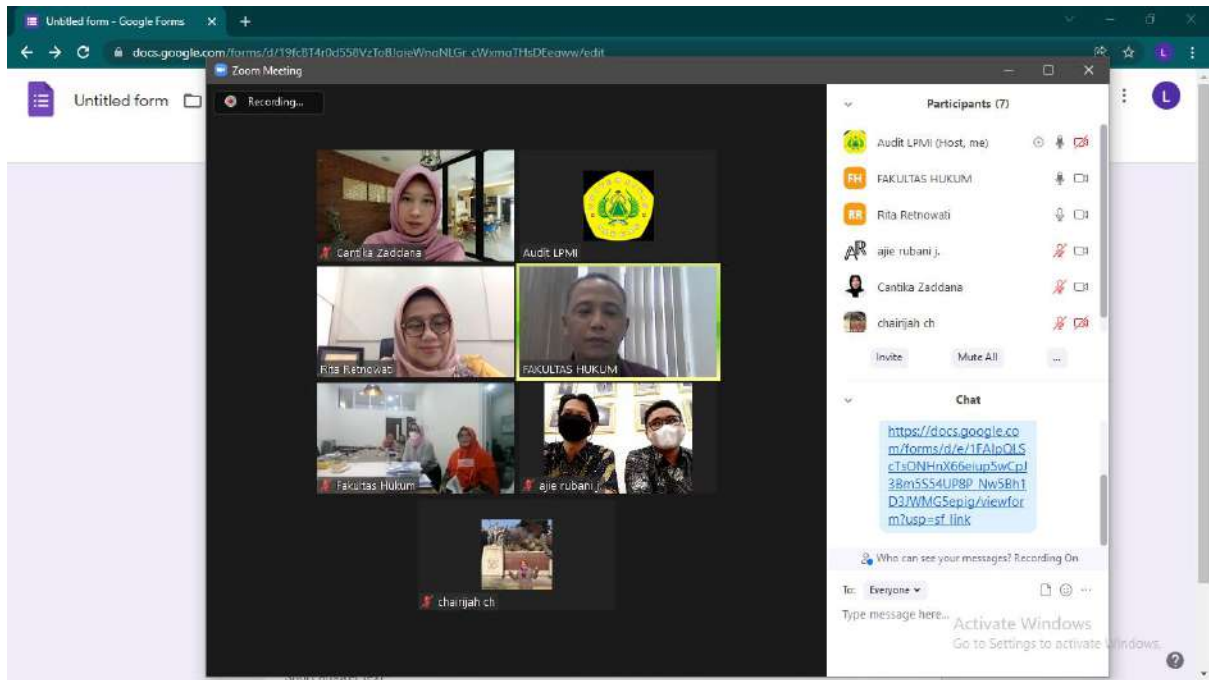 Untitled form - Google Forms
docs.google.com/forms/d/19fcBT4r0d558VzToBJaieWnaNLGr_cWxmaTHsDEeaww/edit
Zoom Meeting
Untitled form
Recording...
L
Participants (7)
Audit LPMI (Host, me)
FH FAKULTAS HUKUM
RR Rita Retnowati
AR ajie rubani j.
Cantika Zaddana
chairijah ch
Invite Mute All ...
Cantika Zaddana
Audit LPMI
Rita Retnowati
FAKULTAS HUKUM
Fakultas Hukum
ajie rubani j.
chairijah ch
Chat
https://docs.google.co
m/forms/d/e/1FAIpQLS
cTsONHnX66eiup5wCpJ
3Bm5S54UP8P_Nw5Bh1
D3JWMG5epig/viewfor
m?usp=sf_link
Who can see your messages? Recording On
To: Everyone
Type message here...
Activate Windows
Go to Settings to activate Windows.